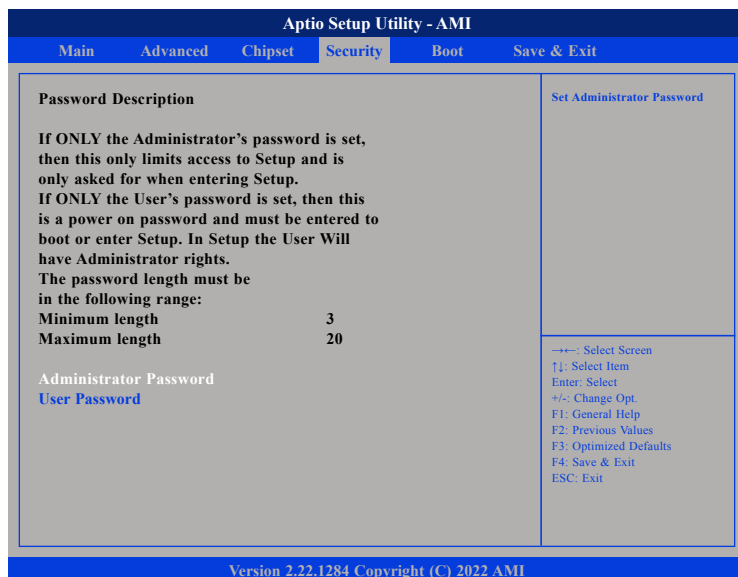 Aptio Setup Utility - AMI
Main Advanced Chipset Security Boot Save & Exit
Password Description
If ONLY the Administrator's password is set,
then this only limits access to Setup and is
only asked for when entering Setup.
If ONLY the User's password is set, then this
is a power on password and must be entered to
boot or enter Setup. In Setup the User Will
have Administrator rights.
The password length must be
in the following range:
Minimum length 3
Maximum length 20
Administrator Password
User Password
Set Administrator Password
→←: Select Screen
↑↓: Select Item
Enter: Select
+/-: Change Opt.
F1: General Help
F2: Previous Values
F3: Optimized Defaults
F4: Save & Exit
ESC: Exit
Version 2.22.1284 Copyright (C) 2022 AMI